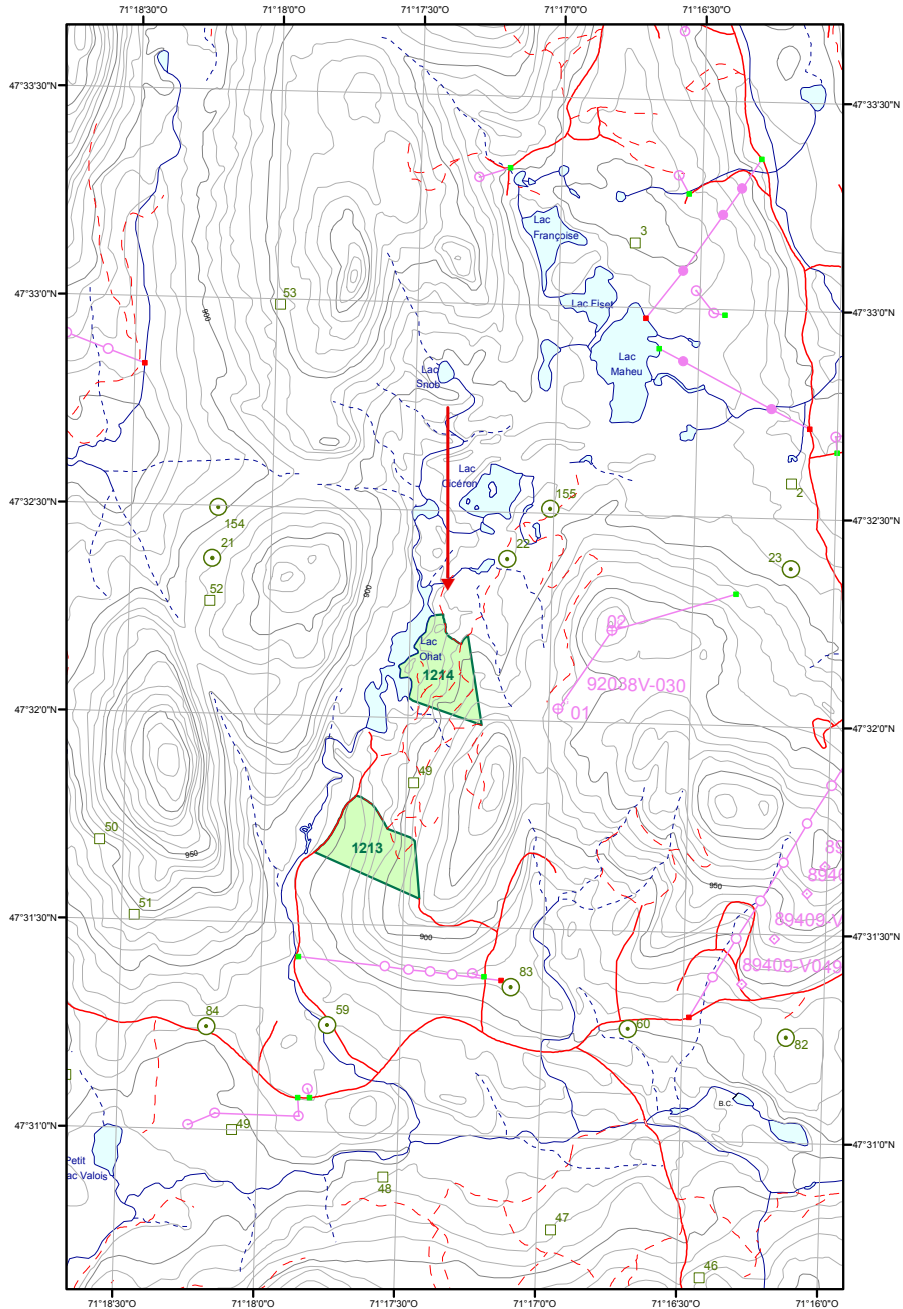 71°18'30"O
71°18'0"O
71°17'30"O
71°17'0"O
71°16'30"O
47°33'30"N
47°33'30"N
Lac
Françoise
3
47°33'0"N
53
Lac Fiset
47°33'0"N
900
Lac
Snob
Lac
Maheu
Lac
Cicéron
2
47°32'30"N
155
154
47°32'30"N
21
22
23
52
900
02
Lac
Ohat
1214
92038V-030
01
47°32'0"N
47°32'0"N
49
50
1213
950
89
8940
950
51
47°31'30"N
900
89409-V
47°31'30"N
89409-V049
83
84
59
60
82
B.C.
49
47°31'0"N
47°31'0"N
Petit
ac Valois
48
47
46
71°18'30"O
71°18'0"O
71°17'30"O
71°17'0"O
71°16'30"O
71°16'0"O